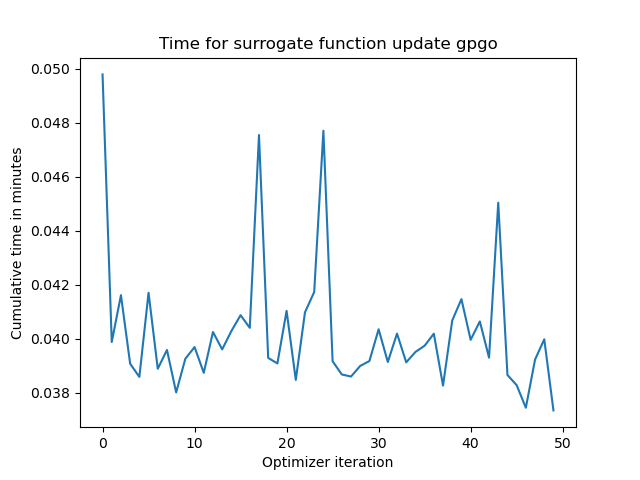 Time for surrogate function update gpgo
0.050
0.048
0.046
0.044
0.042
0.040
0.038
Cumulative time in minutes
0 10 20 30 40 50
Optimizer iteration